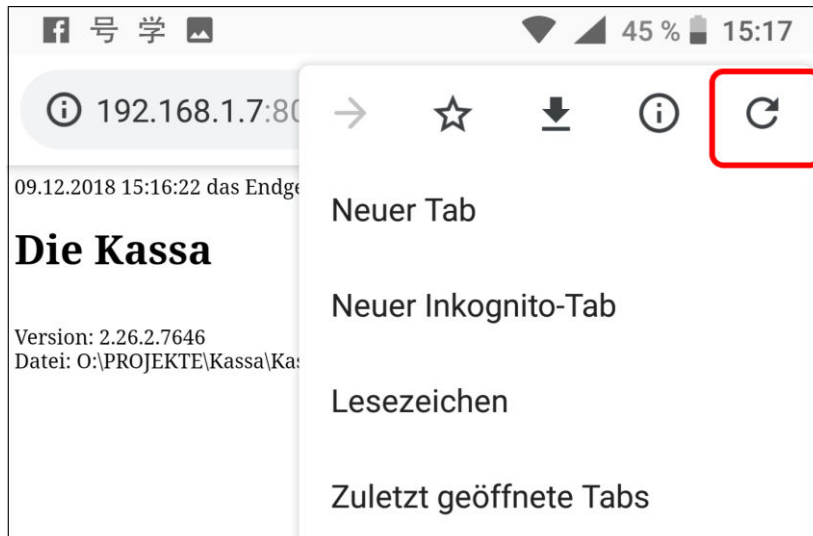 号 学 45 % 15:17
192.168.1.7:80
09.12.2018 15:16:22 das Endge
Die Kassa
Version: 2.26.2.7646
Datei: O:\PROJEKTE\Kassa\Kas
Neuer Tab
Neuer Inkognito-Tab
Lesezeichen
Zuletzt geöffnete Tabs